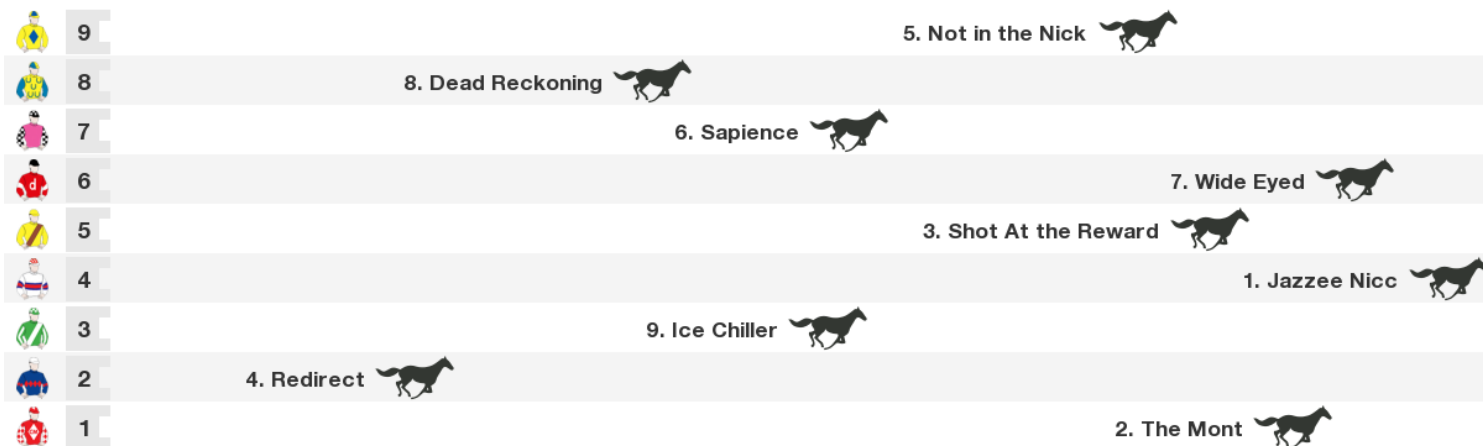 9 5. Not in the Nick
8 8. Dead Reckoning
7 6. Sapience
6 d 7. Wide Eyed
5 3. Shot At the Reward
4 1. Jazzee Nicc
3 9. Ice Chiller
2 4. Redirect
1 2. The Mont